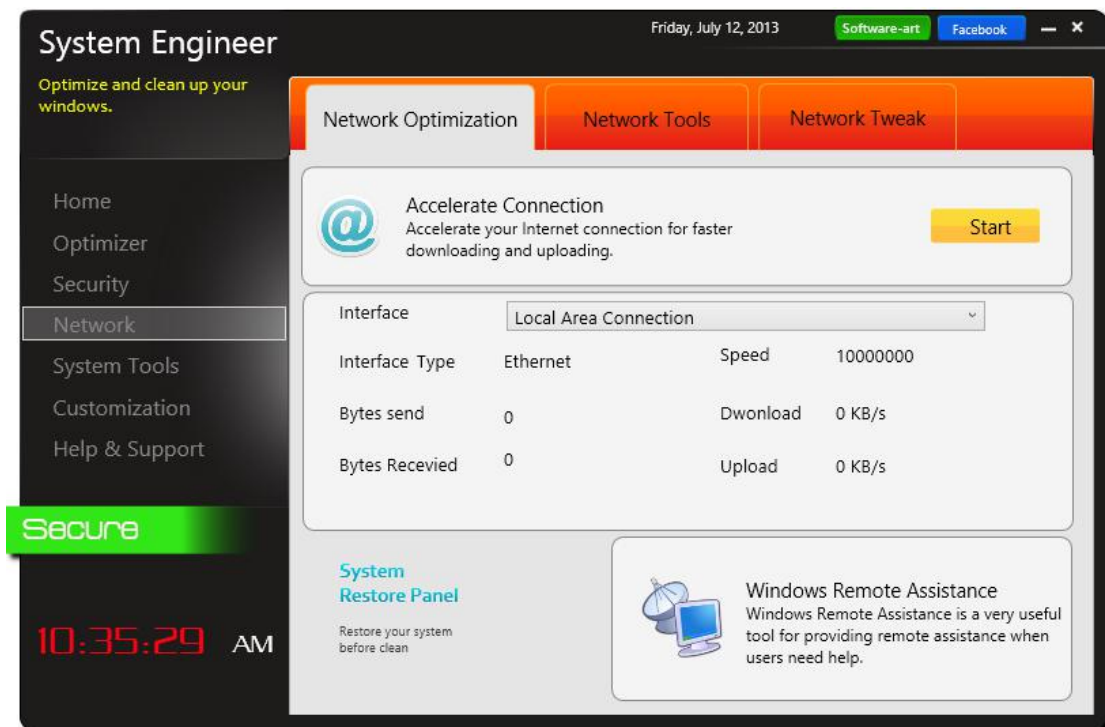 System Engineer
Friday, July 12, 2013
Software-art
Facebook
Optimize and clean up your
windows.
Network Optimization
Network Tools
Network Tweak
Home
Optimizer
Security
Network
System Tools
Customization
Help & Support
Secure
10:35:29 AM
Accelerate Connection
Accelerate your Internet connection for faster
downloading and uploading.
Start
Interface Local Area Connection
Interface Type Ethernet Speed 10000000
Bytes send 0 Dwonload 0 KB/s
Bytes Recevied 0 Upload 0 KB/s
System
Restore Panel
Restore your system
before clean
Windows Remote Assistance
Windows Remote Assistance is a very useful
tool for providing remote assistance when
users need help.